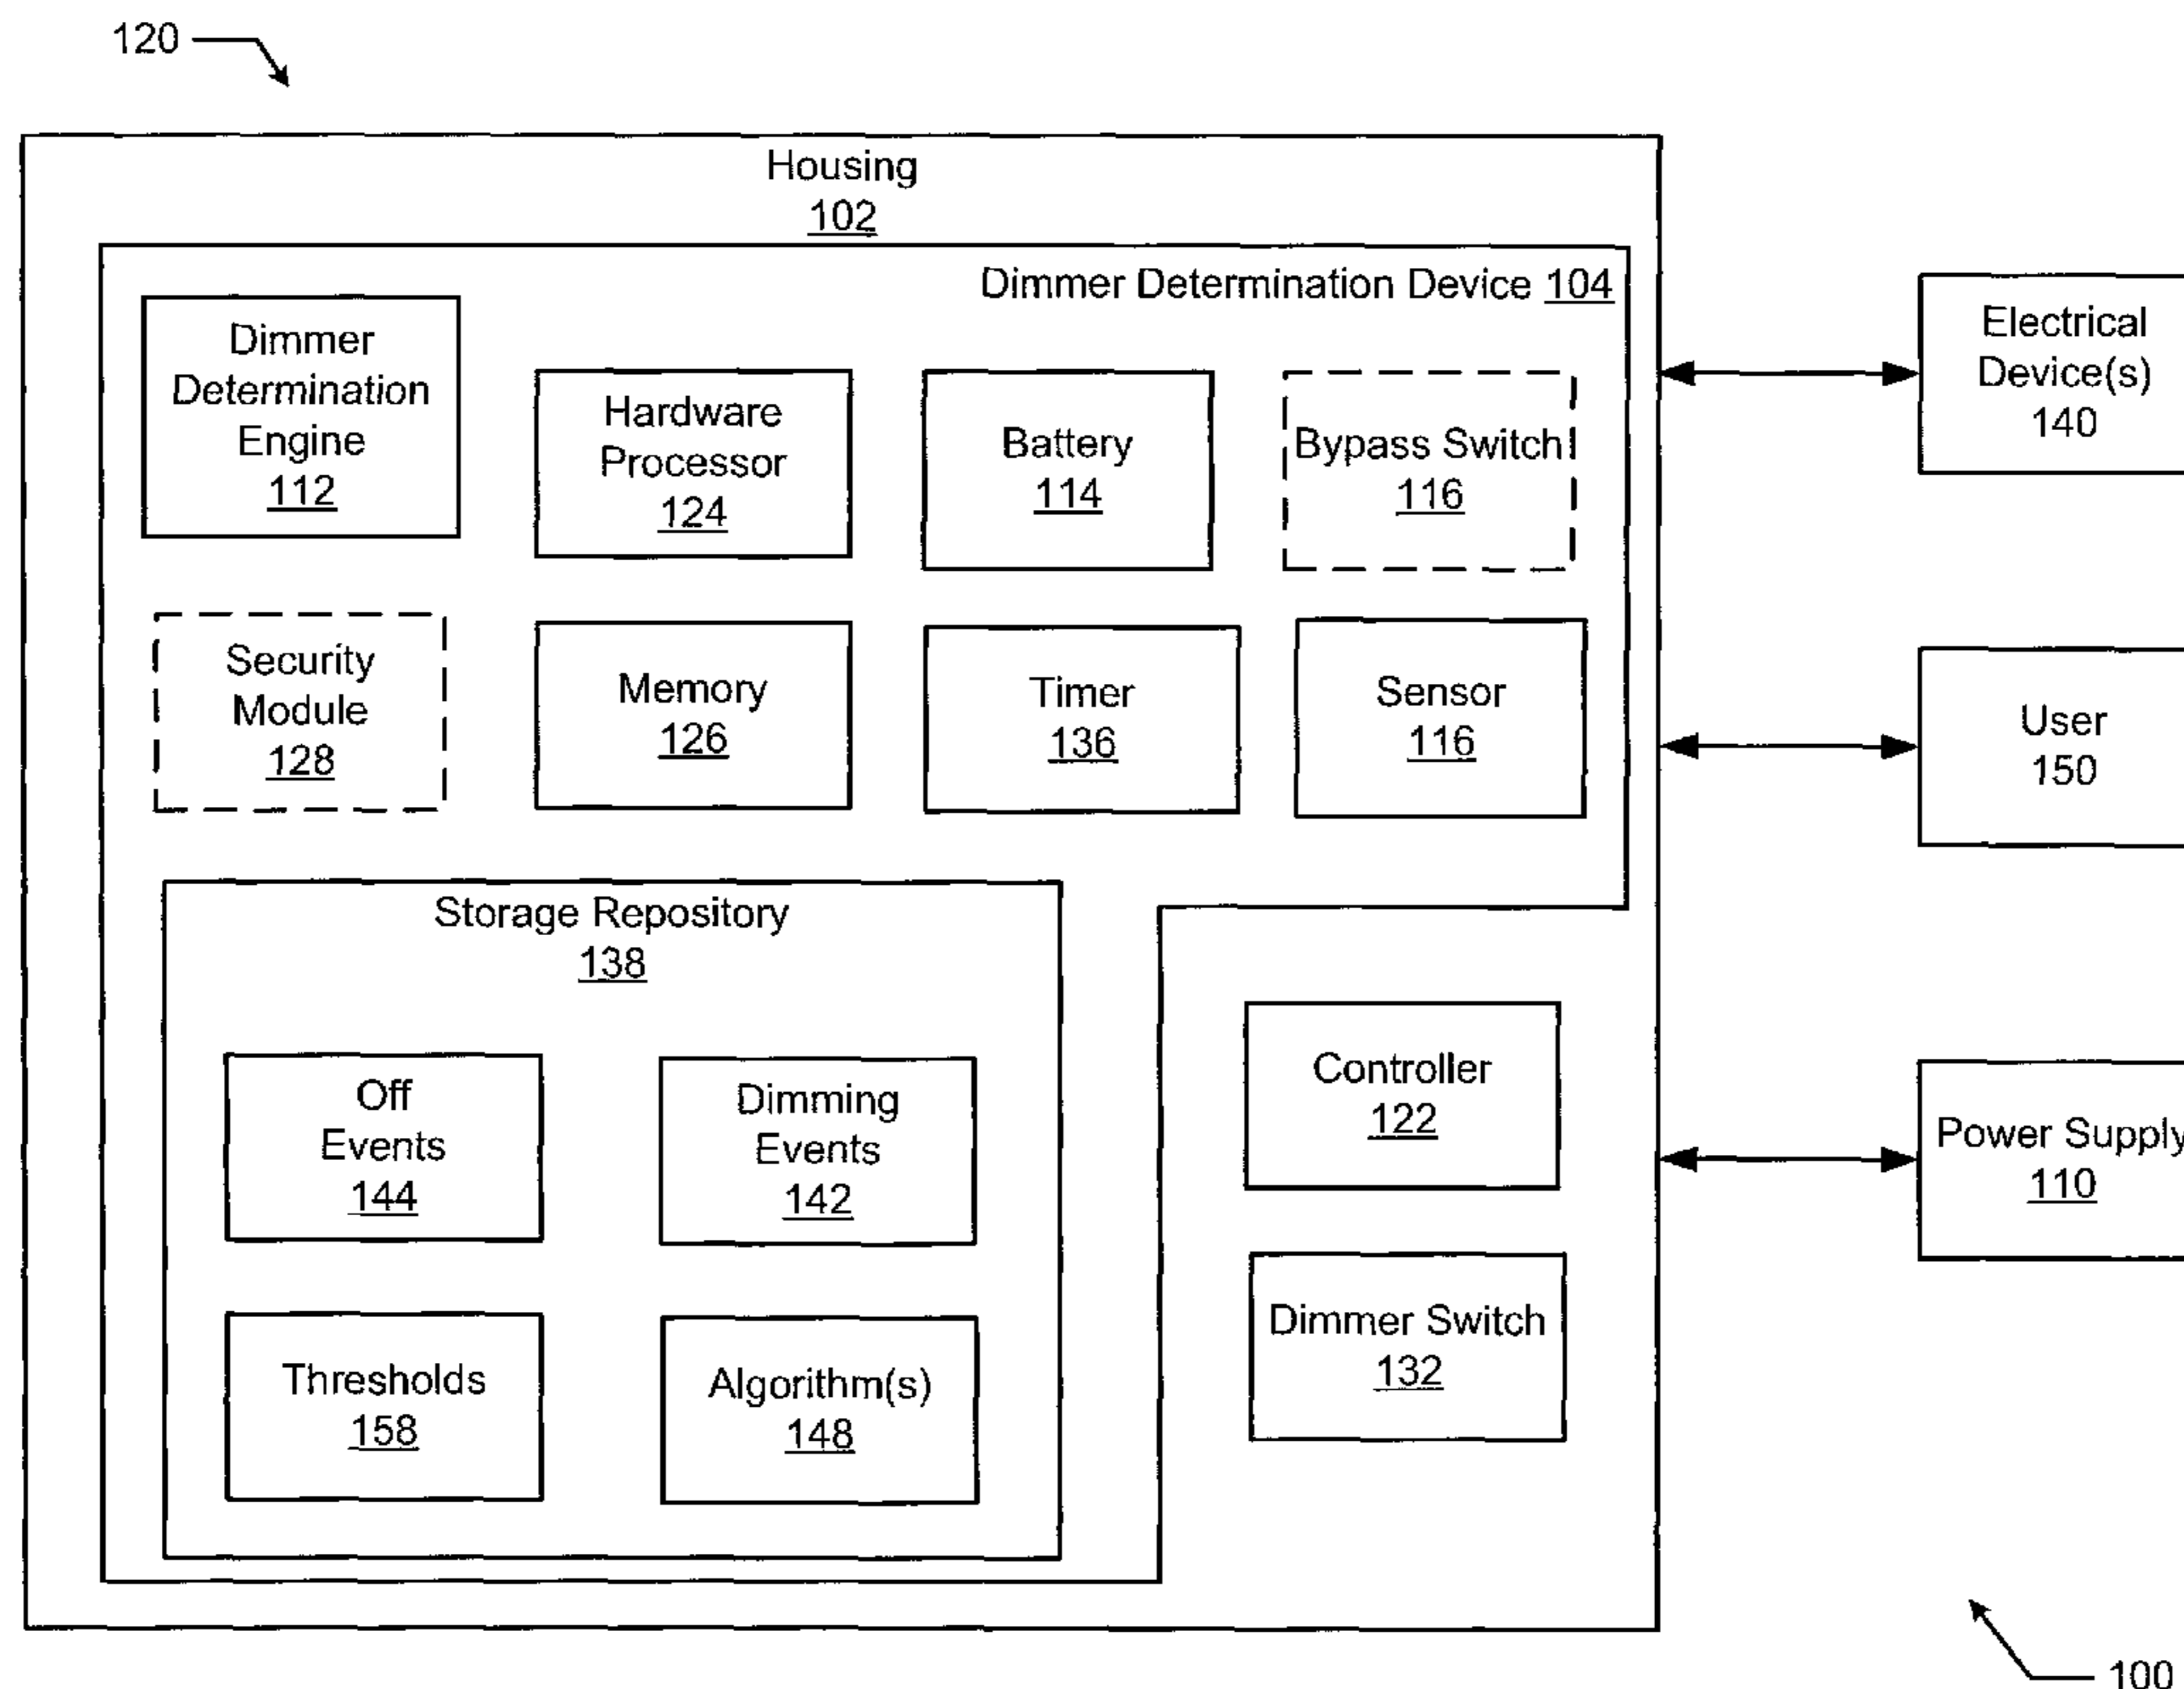 120
Housing
102
Dimmer Determination Device 104
Dimmer
Determination
Engine
112
Hardware
Processor
124
Battery
114
Bypass Switch
116
Electrical
Device(s)
140
Security
Module
128
Memory
126
Timer
136
Sensor
116
User
150
Storage Repository
138
Off
Events
144
Dimming
Events
142
Controller
122
Power Supply
110
Thresholds
158
Algorithm(s)
148
Dimmer Switch
132
100